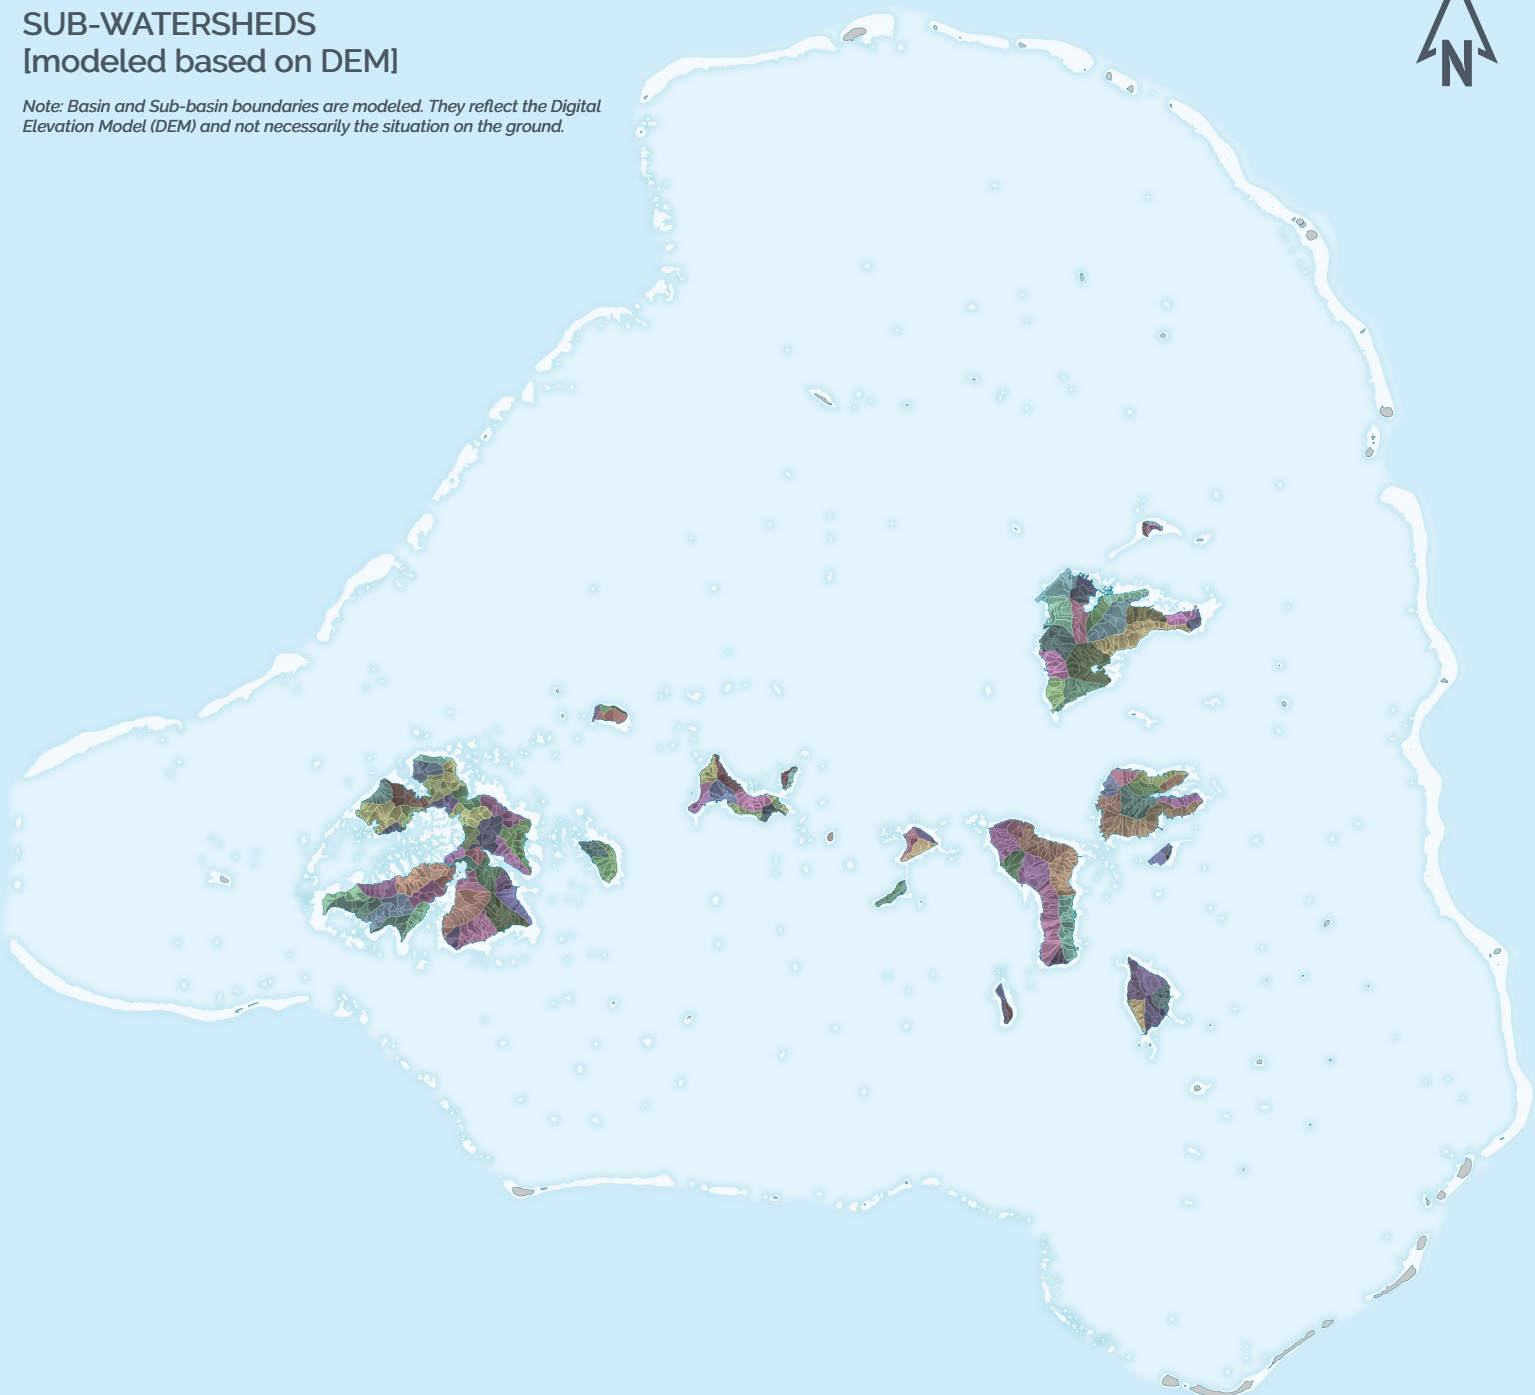 SUB-WATERSHEDS
[modeled based on DEM]
Note: Basin and Sub-basin boundaries are modeled. They reflect the Digital
Elevation Model (DEM) and not necessarily the situation on the ground.
N